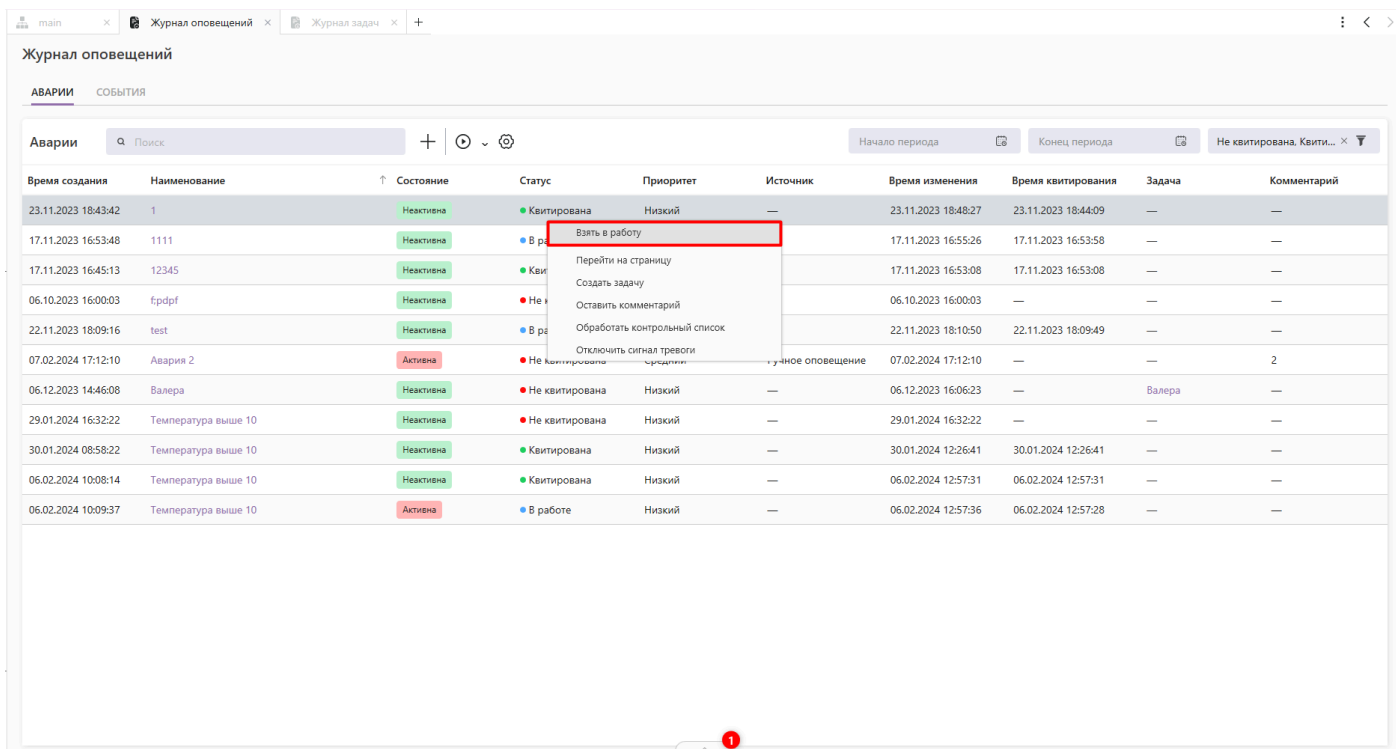 main × Журнал оповещений × Журнал задач × +
Журнал оповещений
АВАРИИ СОБЫТИЯ
Аварии Поиск Начало периода Конец периода Не квитирована, Квити... ×
Время создания Наименование ↑ Состояние Статус Приоритет Источник Время изменения Время квитирования Задача Комментарий
23.11.2023 18:43:42 1 Неактивна Квитирована Низкий — 23.11.2023 18:48:27 23.11.2023 18:44:09 — —
Взять в работу
17.11.2023 16:53:48 1111 Неактивна В ра 17.11.2023 16:55:26 17.11.2023 16:53:58 — —
Перейти на страницу
17.11.2023 16:45:13 12345 Неактивна Кви 17.11.2023 16:53:08 17.11.2023 16:53:08 — —
Создать задачу
06.10.2023 16:00:03 f;pdpf Неактивна Не 06.10.2023 16:00:03 — — —
Оставить комментарий
22.11.2023 18:09:16 test Неактивна В ра 22.11.2023 18:10:50 22.11.2023 18:09:49 — —
Обработать контрольный список
Отключить сигнал тревоги
07.02.2024 17:12:10 Авария 2 Активна Не квитирована Средний Ручное оповещение 07.02.2024 17:12:10 — — 2
06.12.2023 14:46:08 Валера Неактивна Не квитирована Низкий — 06.12.2023 16:06:23 — Валера —
29.01.2024 16:32:22 Температура выше 10 Неактивна Не квитирована Низкий — 29.01.2024 16:32:22 — — —
30.01.2024 08:58:22 Температура выше 10 Неактивна Квитирована Низкий — 30.01.2024 12:26:41 30.01.2024 12:26:41 — —
06.02.2024 10:08:14 Температура выше 10 Неактивна Квитирована Низкий — 06.02.2024 12:57:31 06.02.2024 12:57:31 — —
06.02.2024 10:09:37 Температура выше 10 Активна В работе Низкий — 06.02.2024 12:57:36 06.02.2024 12:57:28 — —
1